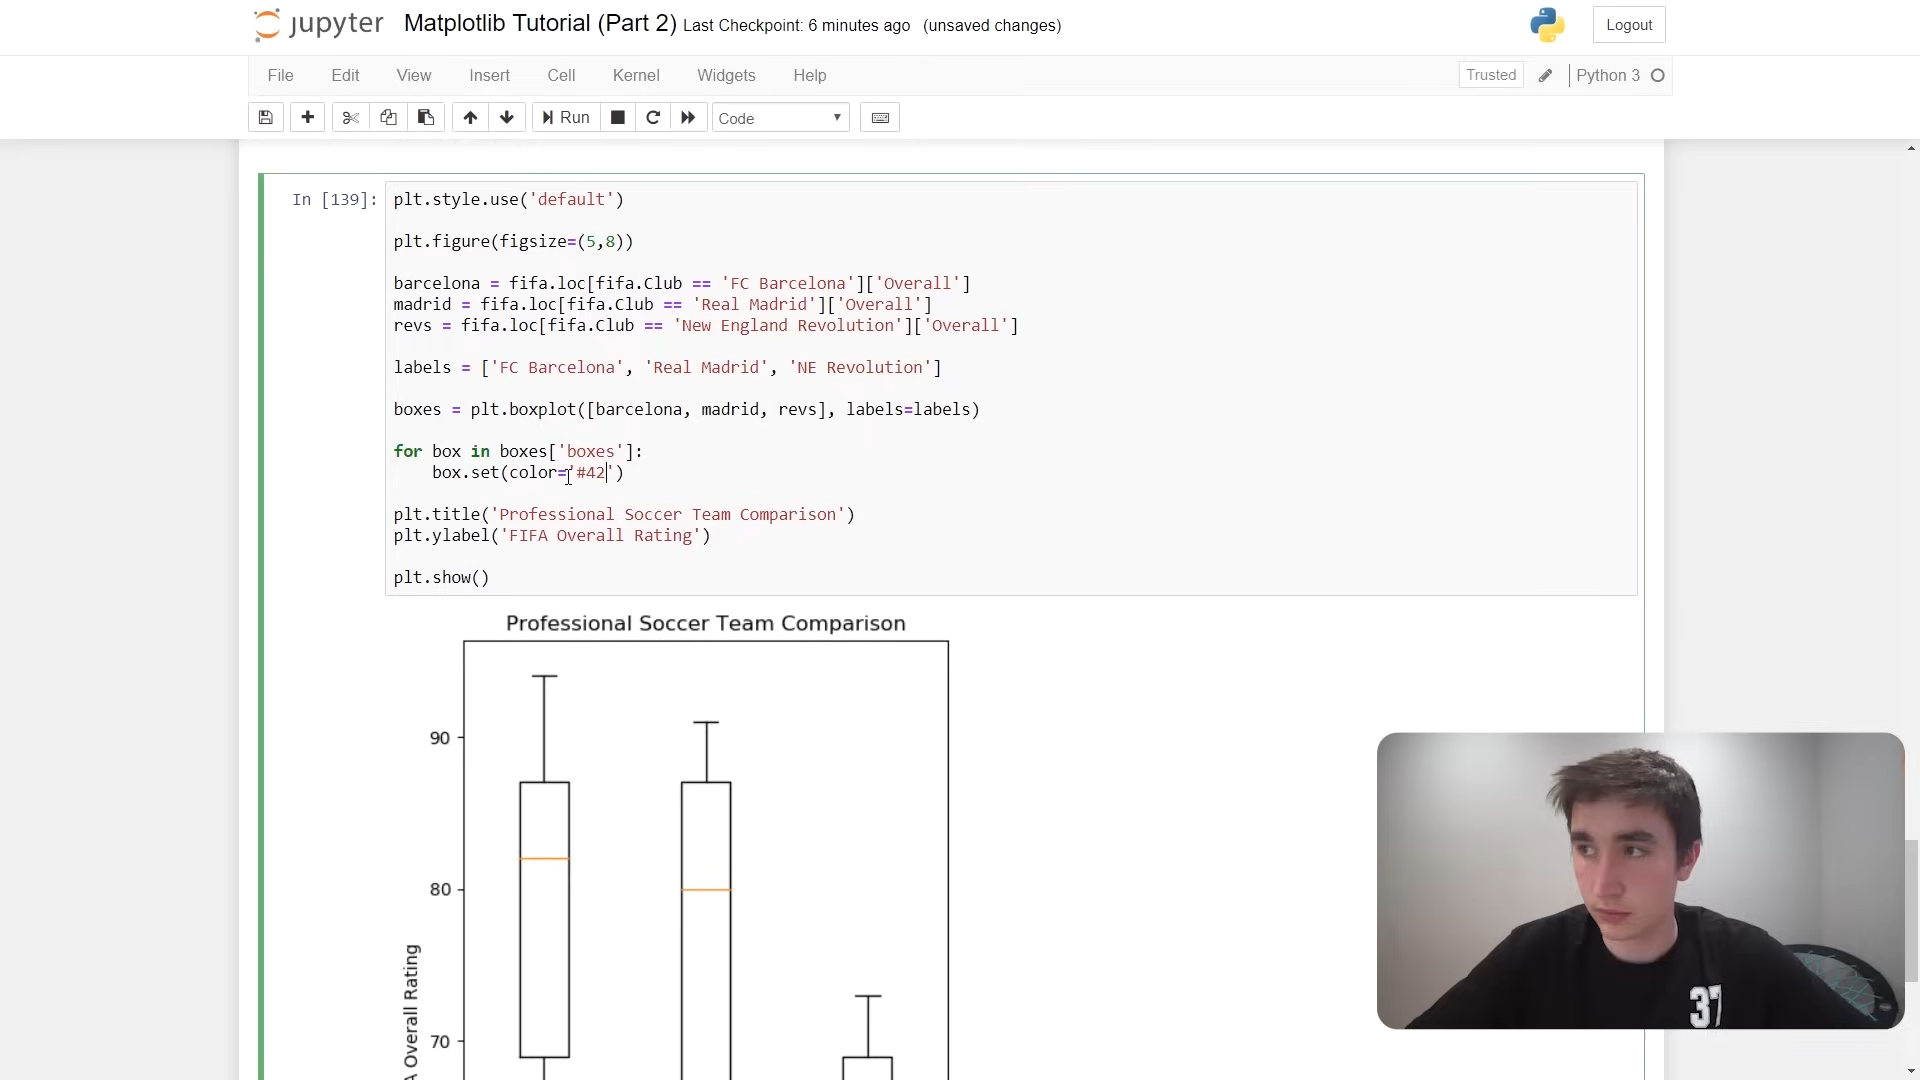 jupyter Matplotlib Tutorial (Part 2) Last Checkpoint: 6 minutes ago (unsaved changes) Logout
File Edit View Insert Cell Kernel Widgets Help Trusted Python 3
Run Code
In [139]: plt.style.use('default')
plt.figure(figsize=(5,8))
barcelona = fifa.loc[fifa.Club == 'FC Barcelona']['Overall']
madrid = fifa.loc[fifa.Club == 'Real Madrid']['Overall']
revs = fifa.loc[fifa.Club == 'New England Revolution']['Overall']
labels = ['FC Barcelona', 'Real Madrid', 'NE Revolution']
boxes = plt.boxplot([barcelona, madrid, revs], labels=labels)
for box in boxes['boxes']:
    box.set(color='#42')
plt.title('Professional Soccer Team Comparison')
plt.ylabel('FIFA Overall Rating')
plt.show()
Professional Soccer Team Comparison
90
80
70
A Overall Rating
37